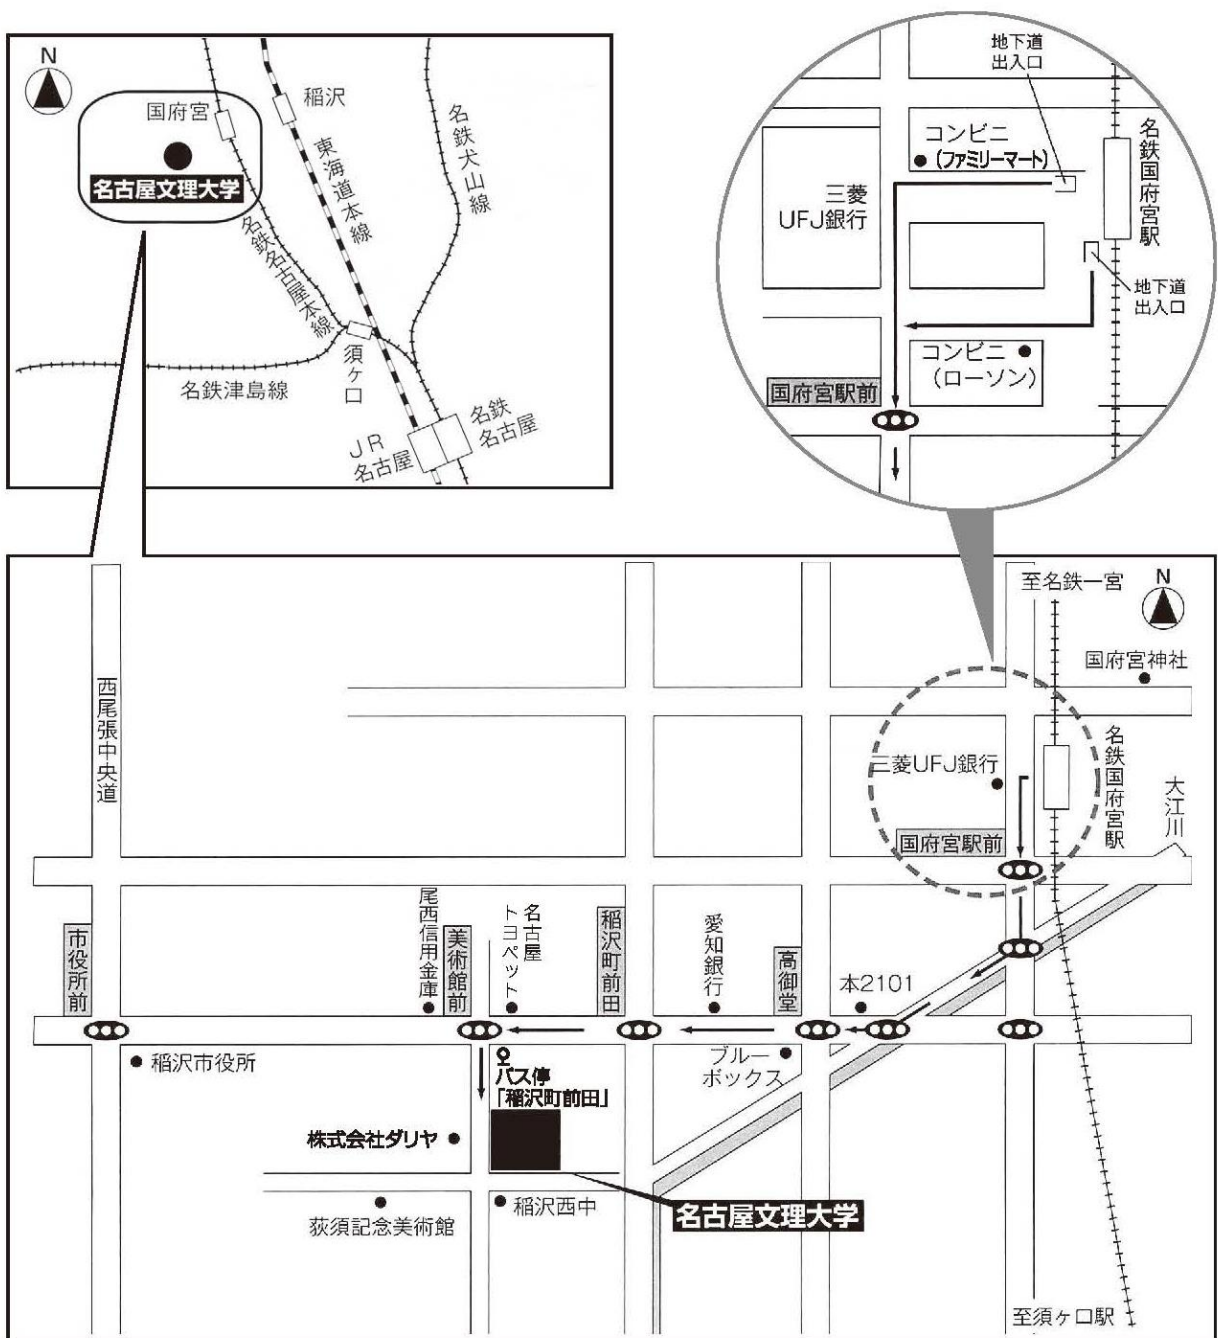 N
国府宮
名古屋文理大学
稲沢
東海道本線
名鉄犬山線
名鉄名古屋本線
須ヶ口
名鉄津島線
JR
名古屋
名鉄
名古屋
地下道
出入口
コンビニ
(ファミリーマート)
三菱
UFJ銀行
名鉄国府宮駅
地下道
出入口
コンビニ
(ローソン)
国府宮駅前
至名鉄一宮
N
国府宮神社
西尾張中央道
三菱UFJ銀行
名鉄国府宮駅
大江川
国府宮駅前
市役所前
尾西信用金庫
美術館前
名古屋
トヨペット
稲沢町前田
愛知銀行
高御堂
本2101
稲沢市役所
バス停
「稲沢町前田」
ブルー
ボックス
株式会社ダリヤ
荻須記念美術館
稲沢西中
名古屋文理大学
至須ヶ口駅